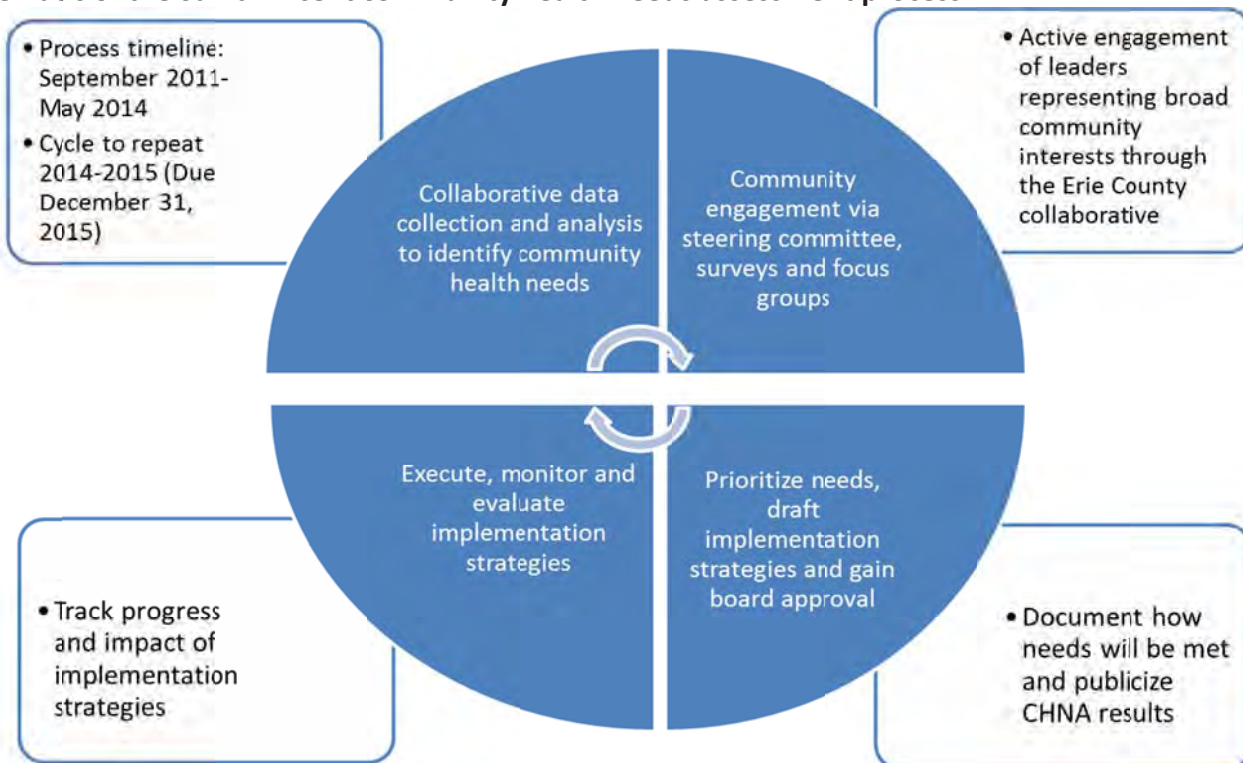 • Process timeline:
September 2011-
May 2014
• Cycle to repeat
2014-2015 (Due
December 31,
2015)
Collaborative data
collection and analysis
to identify community
health needs
Community
engagement via
steering committee,
surveys and focus
groups
• Active engagement
of leaders
representing broad
community
interests through
the Erie County
collaborative
Execute, monitor and
evaluate
implementation
strategies
Prioritize needs,
draft
implementation
strategies and gain
board approval
• Track progress
and impact of
implementation
strategies
• Document how
needs will be met
and publicize
CHNA results